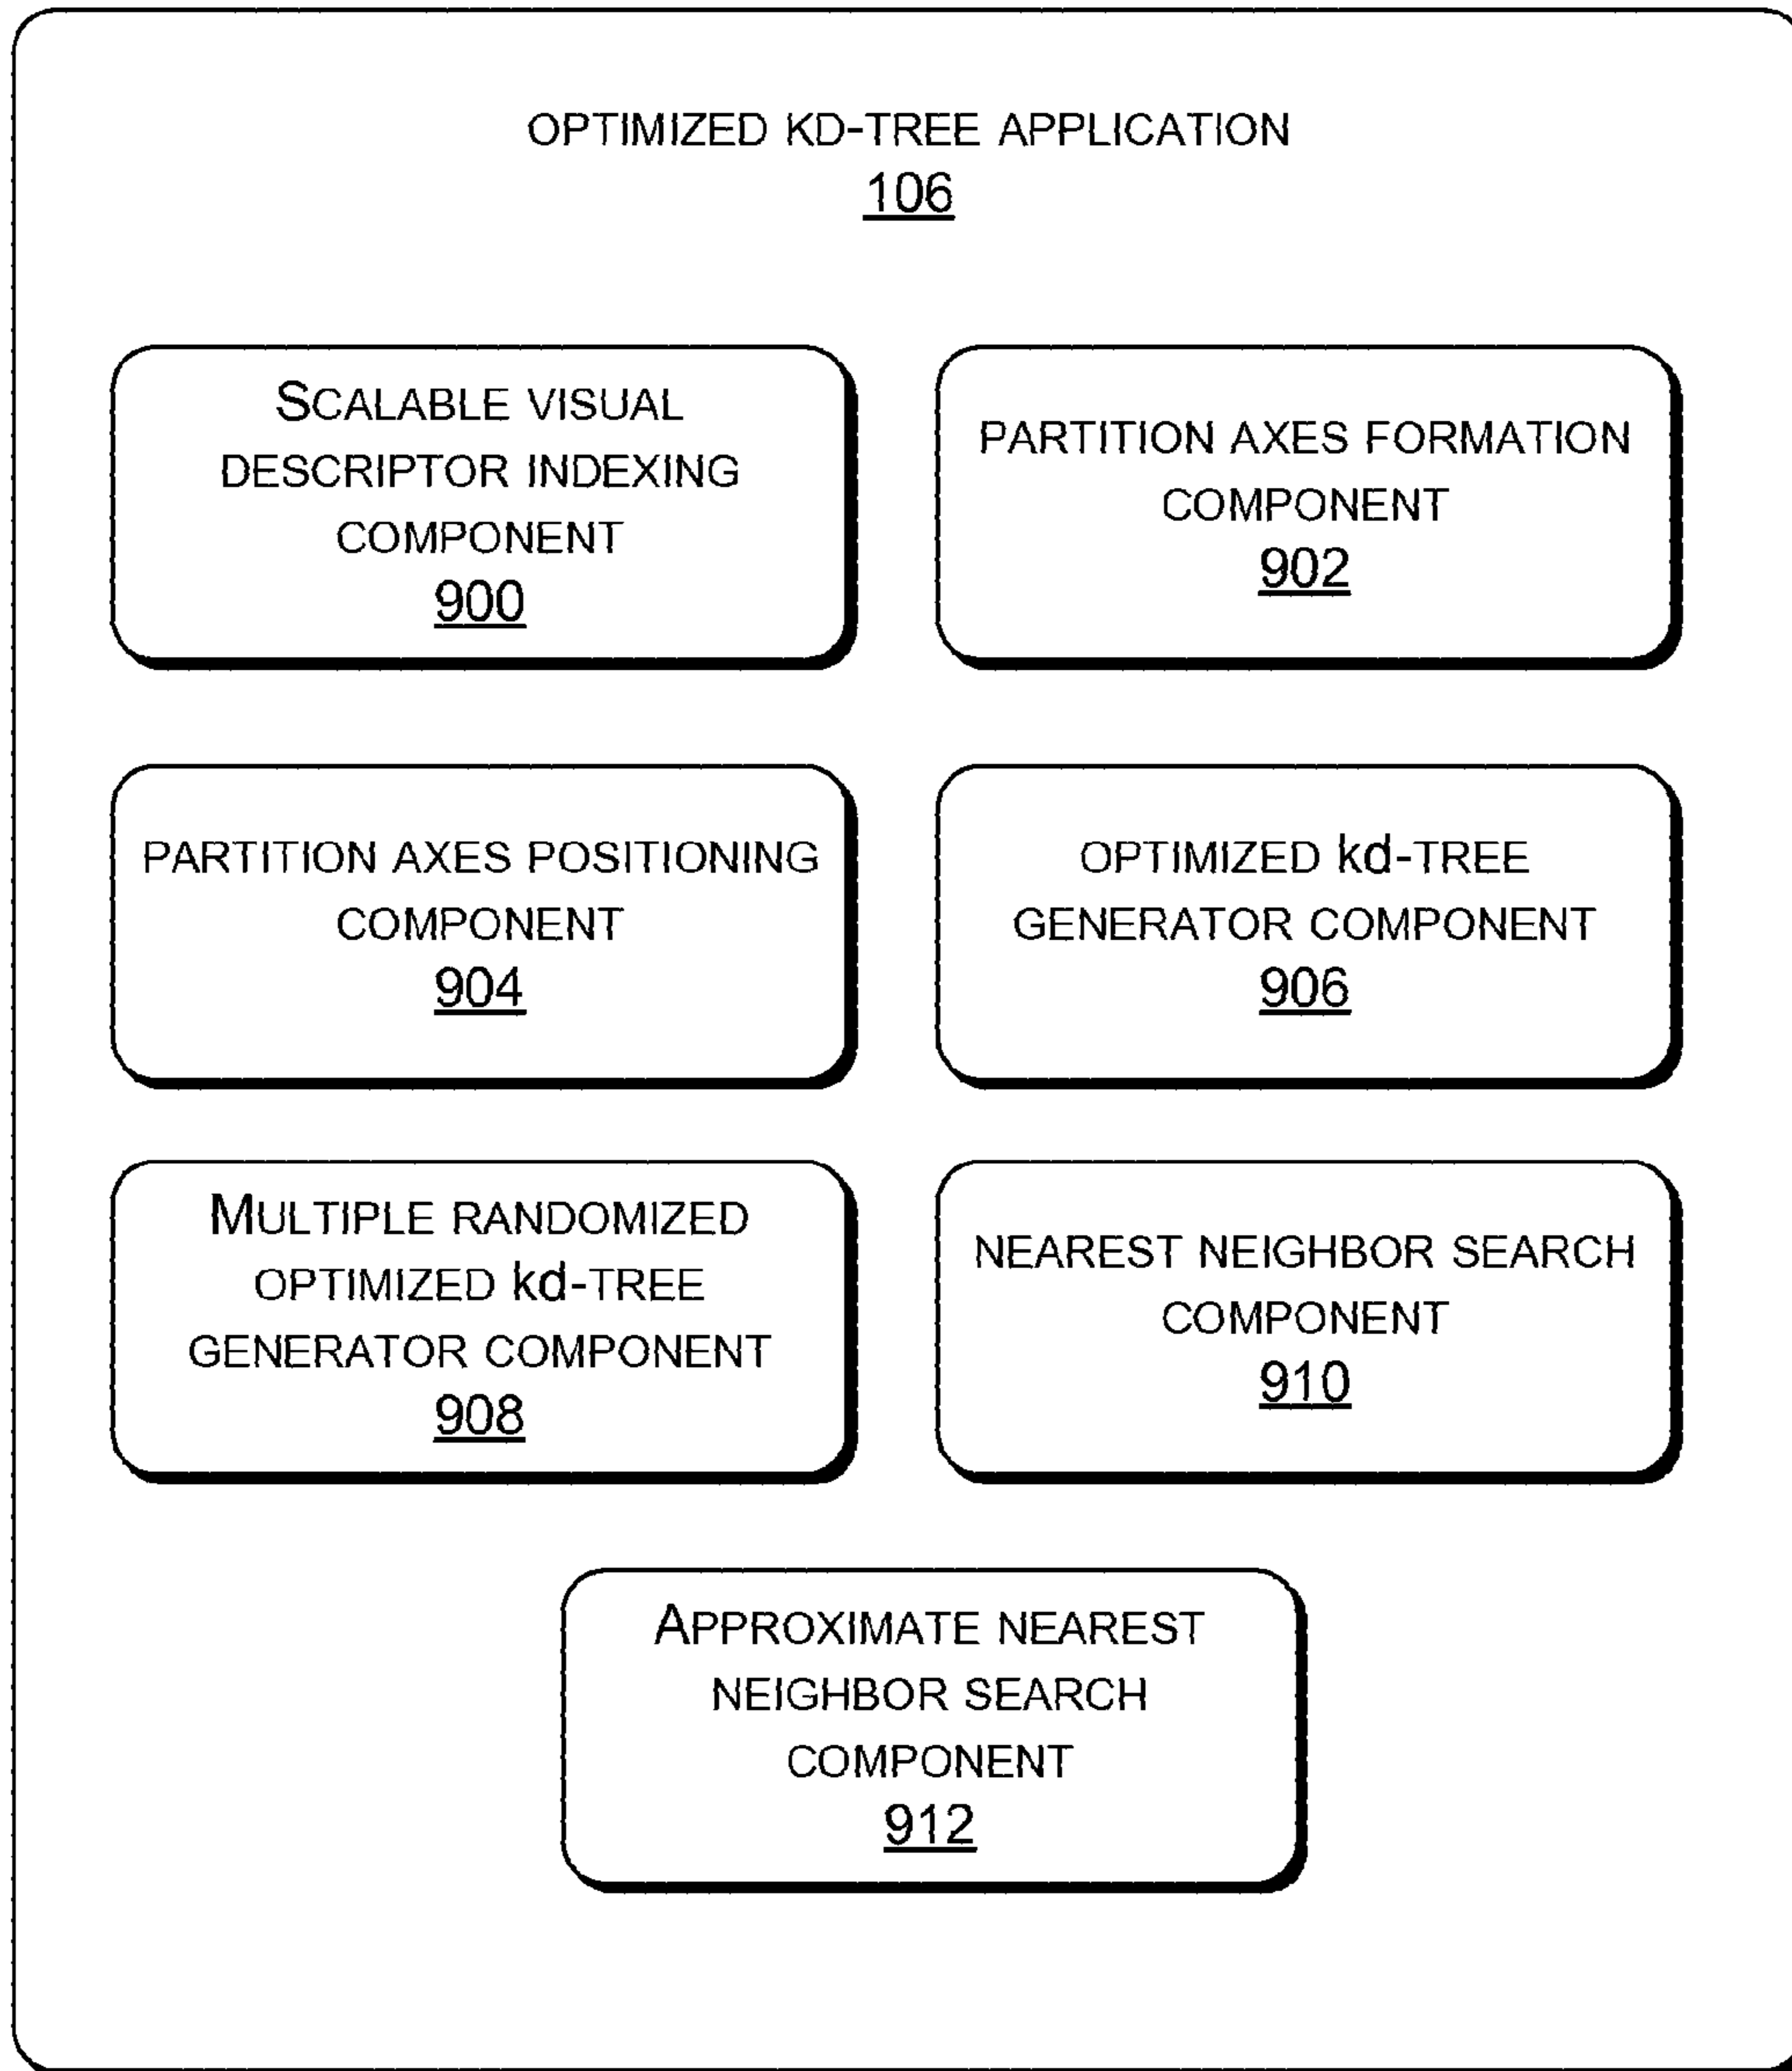 OPTIMIZED KD-TREE APPLICATION
106
SCALABLE VISUAL
DESCRIPTOR INDEXING
COMPONENT
900
PARTITION AXES FORMATION
COMPONENT
902
PARTITION AXES POSITIONING
COMPONENT
904
OPTIMIZED kd-TREE
GENERATOR COMPONENT
906
MULTIPLE RANDOMIZED
OPTIMIZED kd-TREE
GENERATOR COMPONENT
908
NEAREST NEIGHBOR SEARCH
COMPONENT
910
APPROXIMATE NEAREST
NEIGHBOR SEARCH
COMPONENT
912